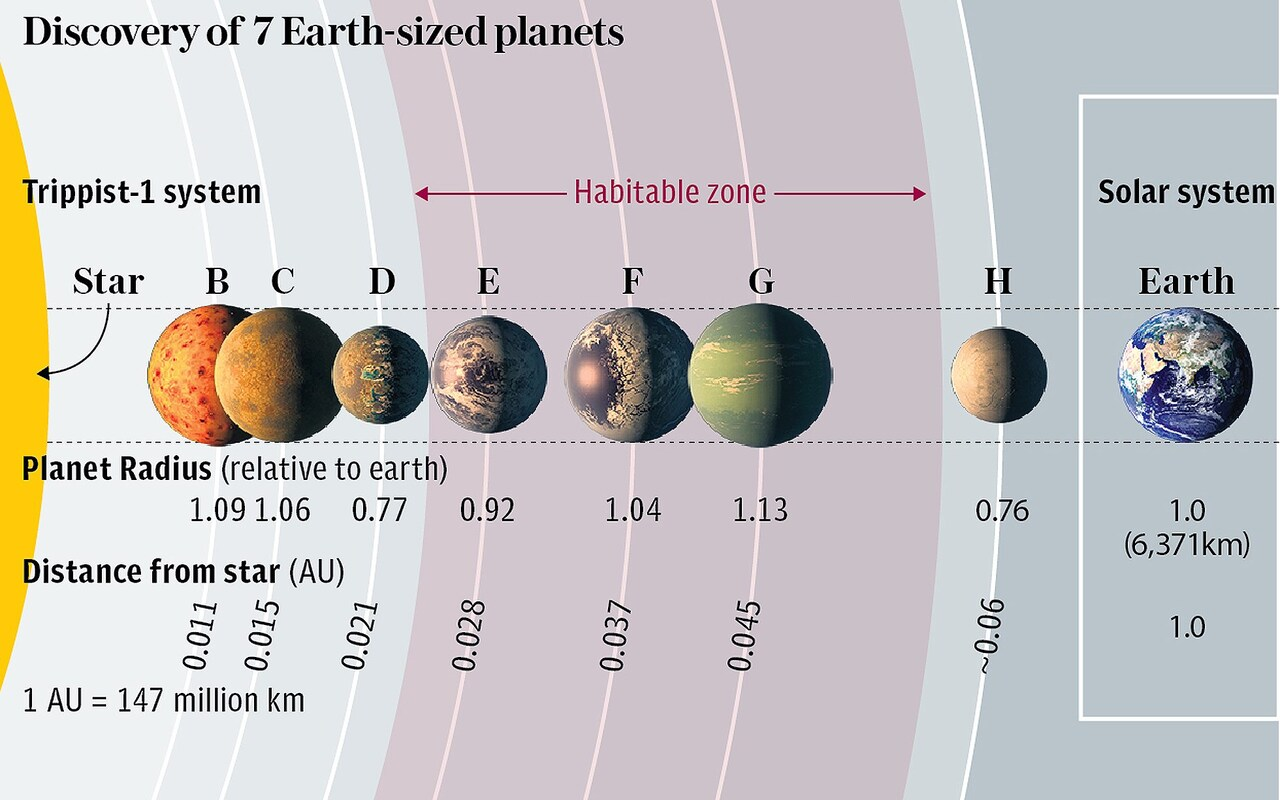 Discovery of 7 Earth-sized planets
Trippist-1 system
Habitable zone
Solar system
Star B C D E F G H Earth
Planet Radius (relative to earth)
1.09 1.06 0.77 0.92 1.04 1.13 0.76 1.0
(6,371km)
Distance from star (AU)
0.011 0.015 0.021 0.028 0.037 0.045 ~0.06 1.0
1 AU = 147 million km